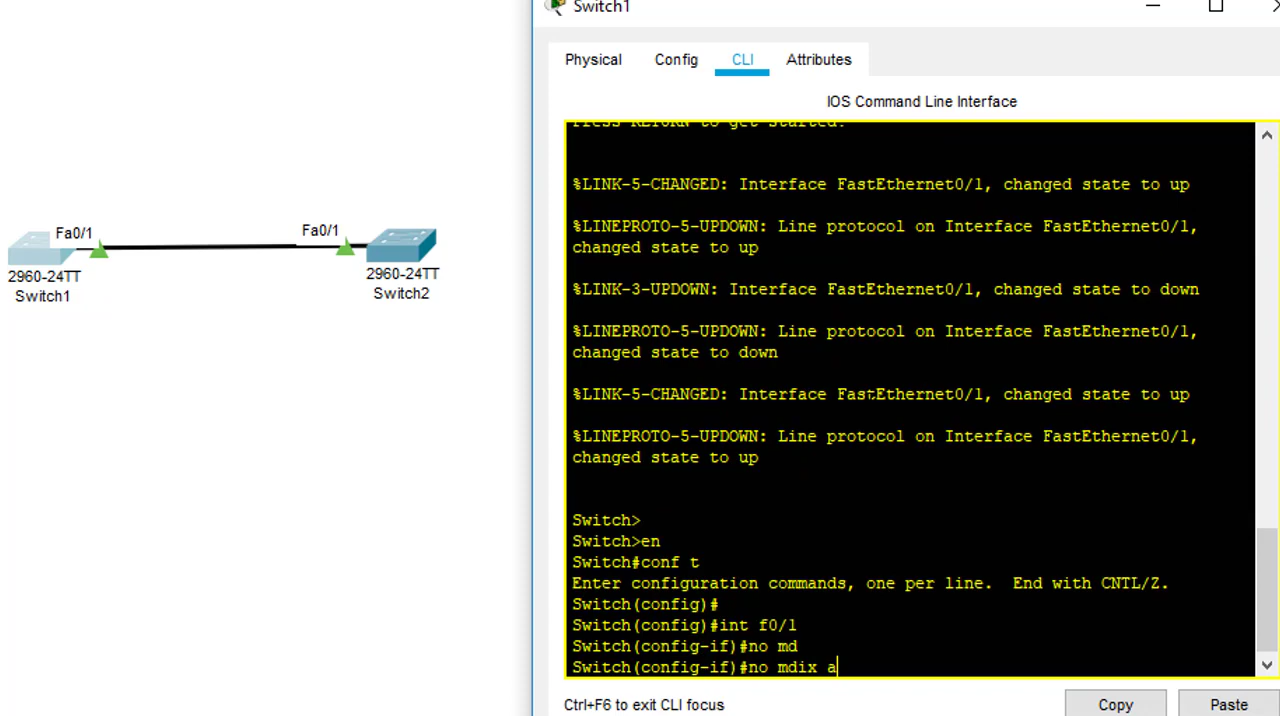 Switch1
Physical
Config
CLI
Attributes
IOS Command Line Interface
Press RETURN to get started!
%LINK-5-CHANGED: Interface FastEthernet0/1, changed state to up
%LINEPROTO-5-UPDOWN: Line protocol on Interface FastEthernet0/1,
changed state to up
%LINK-3-UPDOWN: Interface FastEthernet0/1, changed state to down
%LINEPROTO-5-UPDOWN: Line protocol on Interface FastEthernet0/1,
changed state to down
%LINK-5-CHANGED: Interface FastEthernet0/1, changed state to up
%LINEPROTO-5-UPDOWN: Line protocol on Interface FastEthernet0/1,
changed state to up
Switch>
Switch>en
Switch#conf t
Enter configuration commands, one per line.  End with CNTL/Z.
Switch(config)#
Switch(config)#int f0/1
Switch(config-if)#no md
Switch(config-if)#no mdix a
Ctrl+F6 to exit CLI focus
Copy
Paste
Fa0/1
Fa0/1
2960-24TT
Switch1
2960-24TT
Switch2